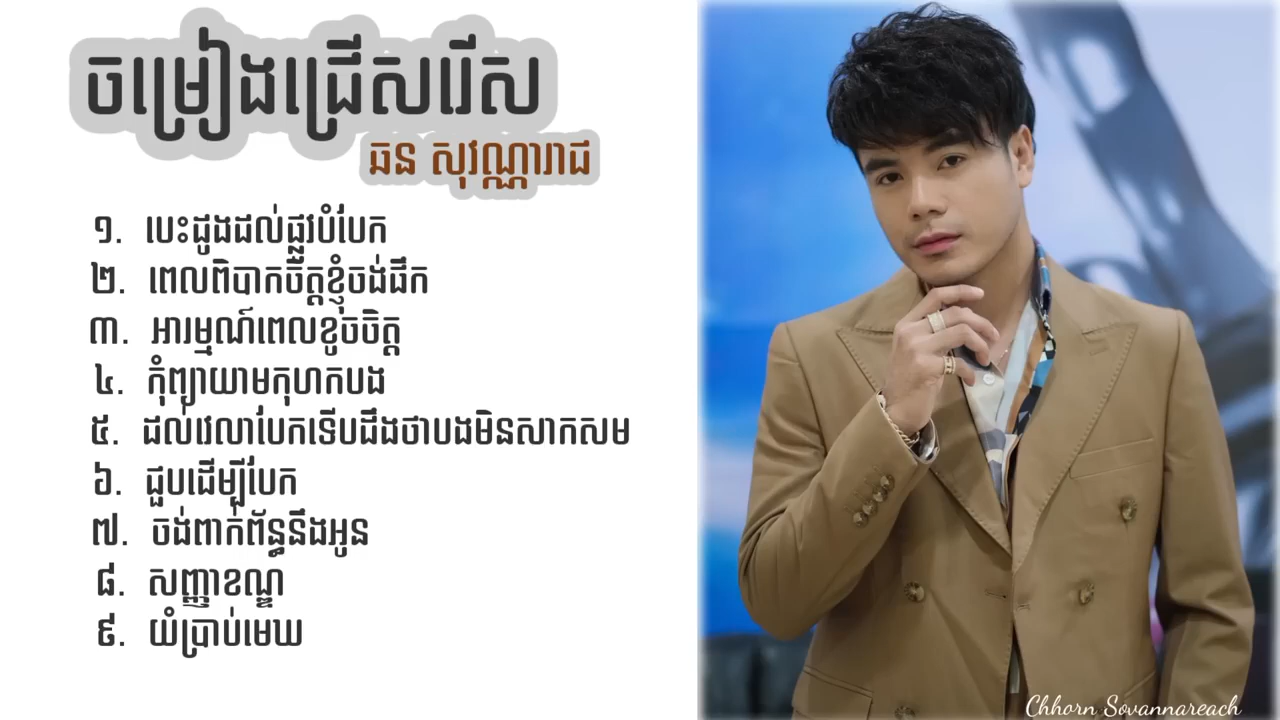 ចម្រៀងជ្រើសរើស
ឆន សុវណ្ណារាជ
១. បេះដូងដល់ផ្លូវបំបែក
២. ពេលពិបាកចិត្តខ្ញុំចង់ផឹក
៣. អារម្មណ៍ពេលខូចចិត្ត
៤. កុំព្យាយាមកុហកបង
៥. ដល់វេលាបែកទើបដឹងថាបងមិនសាកសម
៦. ជួបដើម្បីបែក
៧. ចង់ពាក់ព័ន្ធនឹងអូន
៨. សញ្ញាខណ្ឌ
៩. យំប្រាប់មេឃ
Chhorn Sovannareach